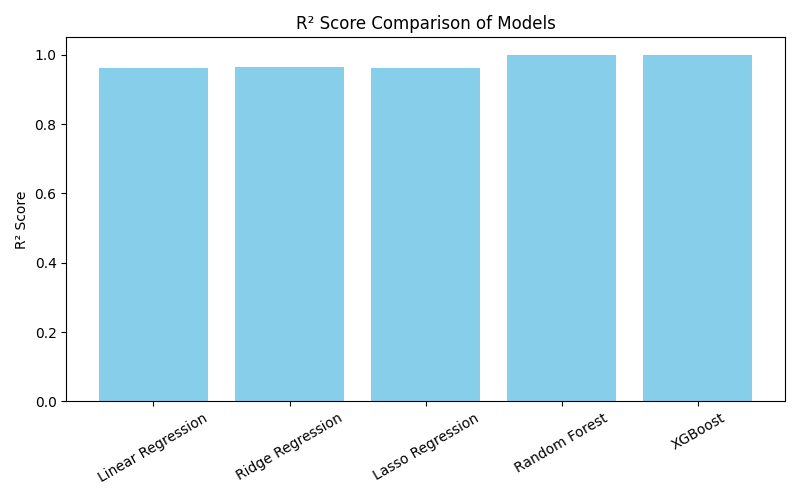 R² Score Comparison of Models
1.0
0.8
0.6
0.4
0.2
0.0
R² Score
Linear Regression
Ridge Regression
Lasso Regression
Random Forest
XGBoost